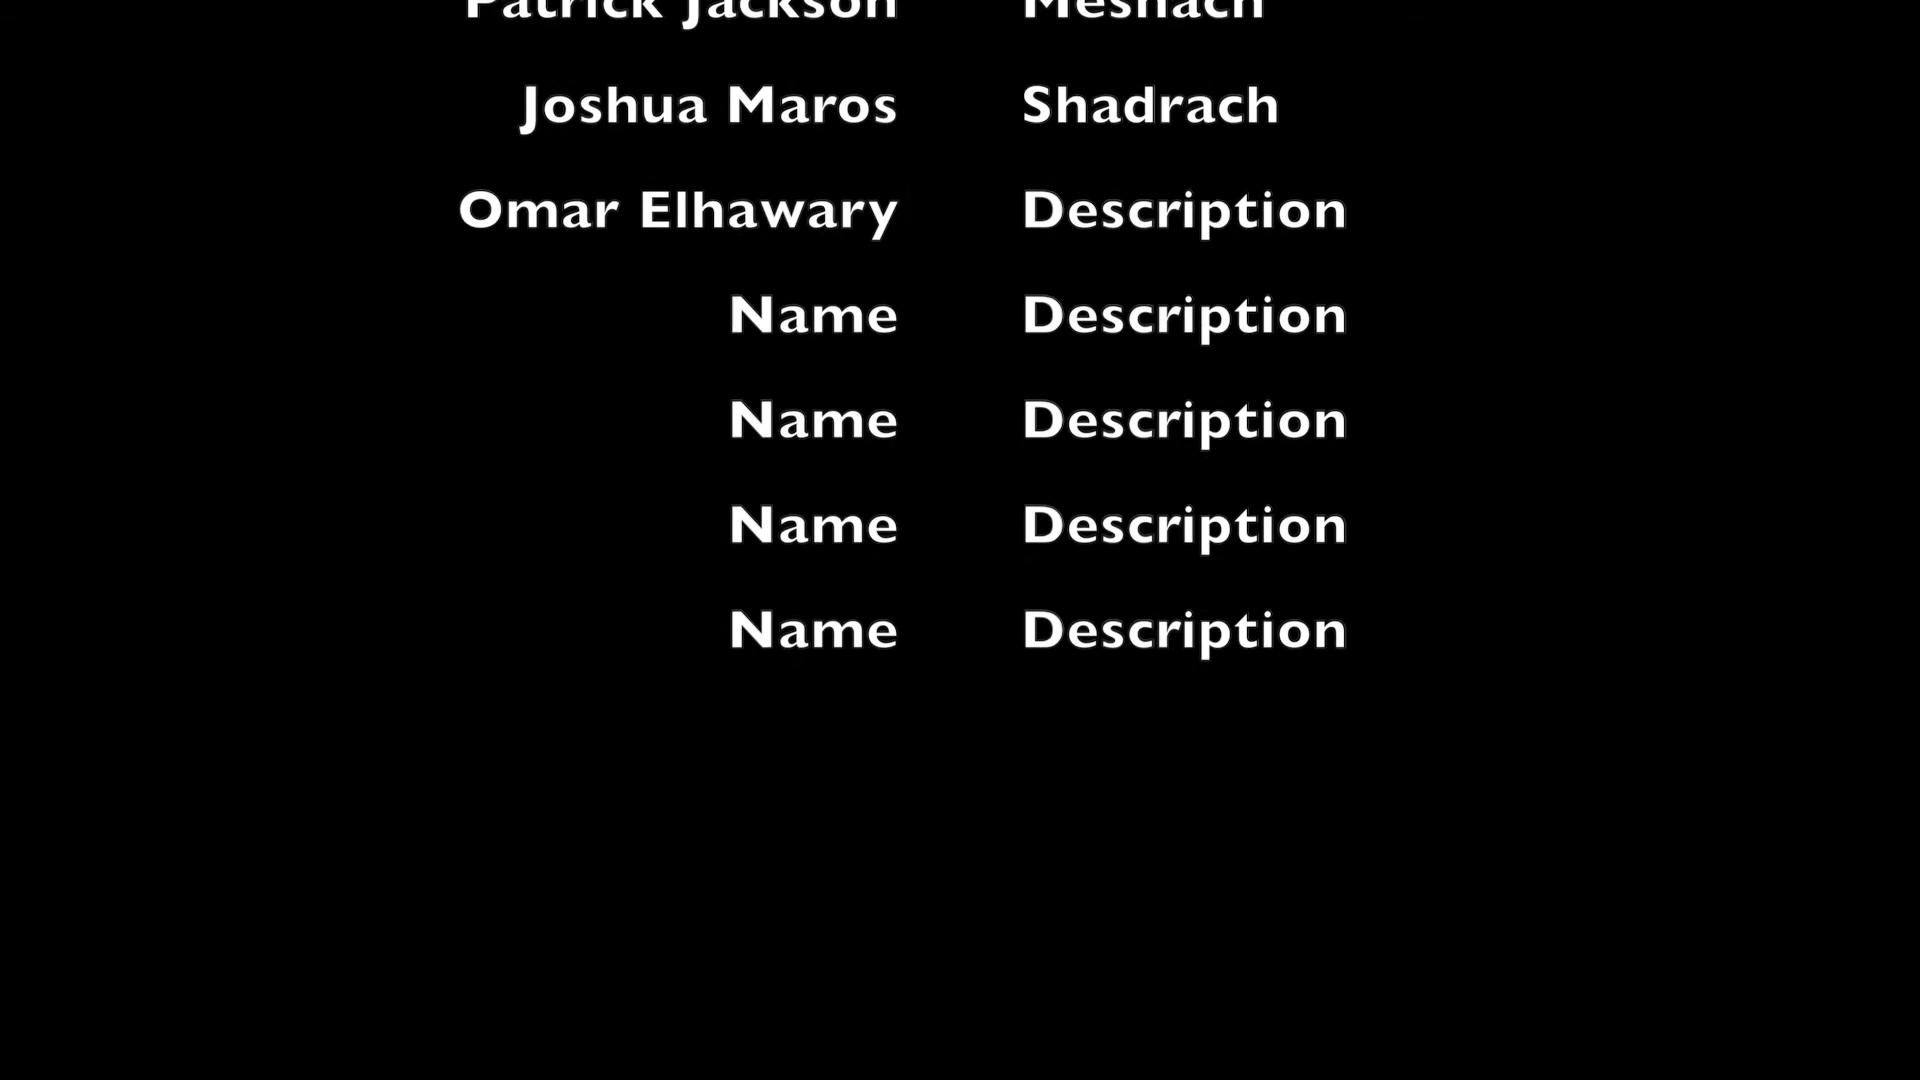 Patrick Jackson Meshach
Joshua Maros Shadrach
Omar Elhawary Description
Name Description
Name Description
Name Description
Name Description